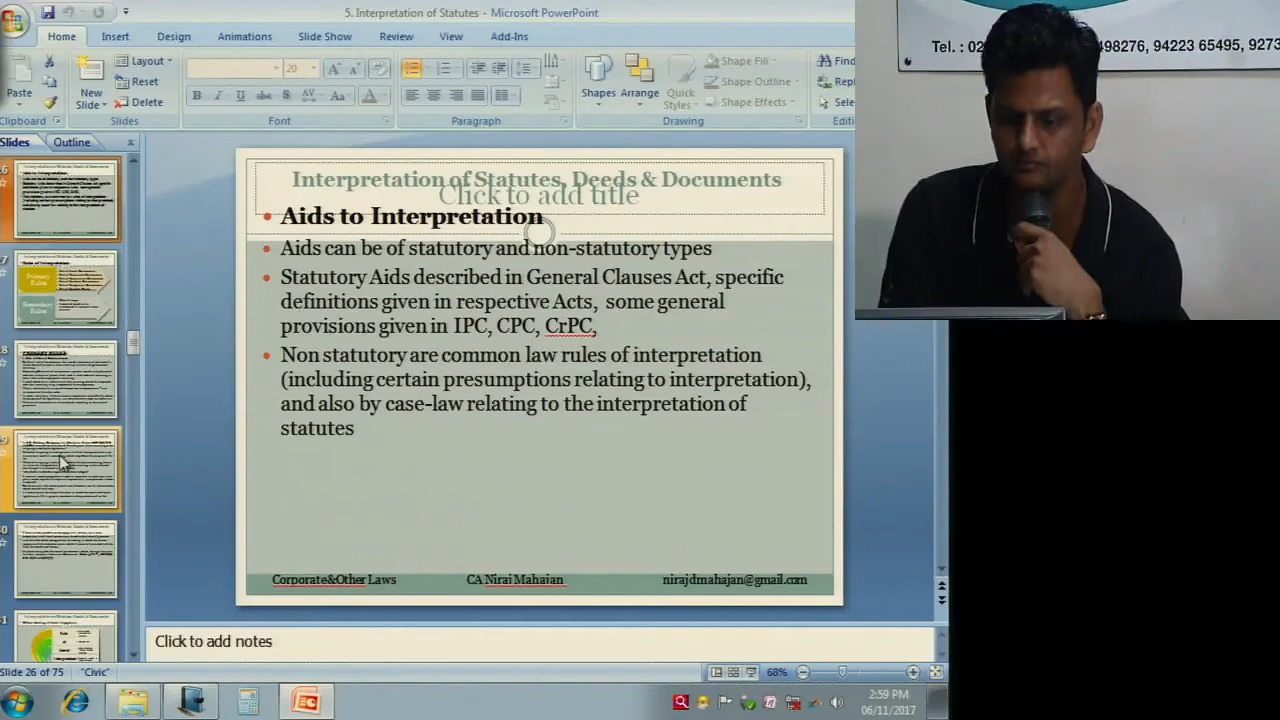 5. Interpretation of Statutes - Microsoft PowerPoint
Home Insert Design Animations Slide Show Review View Add-Ins
Paste
Clipboard
New
Slide
Layout
Reset
Delete
Slides
20
Font
Paragraph
Shapes
Arrange
Quick
Styles
Shape Fill
Shape Outline
Shape Effects
Drawing
Find
Slides Outline
Interpretation of Statutes, Deeds & Documents
Click to add title
Aids to Interpretation
Aids can be of statutory and non-statutory types
Statutory Aids described in General Clauses Act, specific
definitions given in respective Acts, some general
provisions given in IPC, CPC, CrPC,
Non statutory are common law rules of interpretation
(including certain presumptions relating to interpretation),
and also by case-law relating to the interpretation of
statutes
Corporate&Other Laws CA Niraj Mahajan nirajdmahajan@gmail.com
Click to add notes
Slide 26 of 75 "Civic" 68%
2:59 PM
06/11/2017
Tel. : 02 498276, 94223 65495, 9273